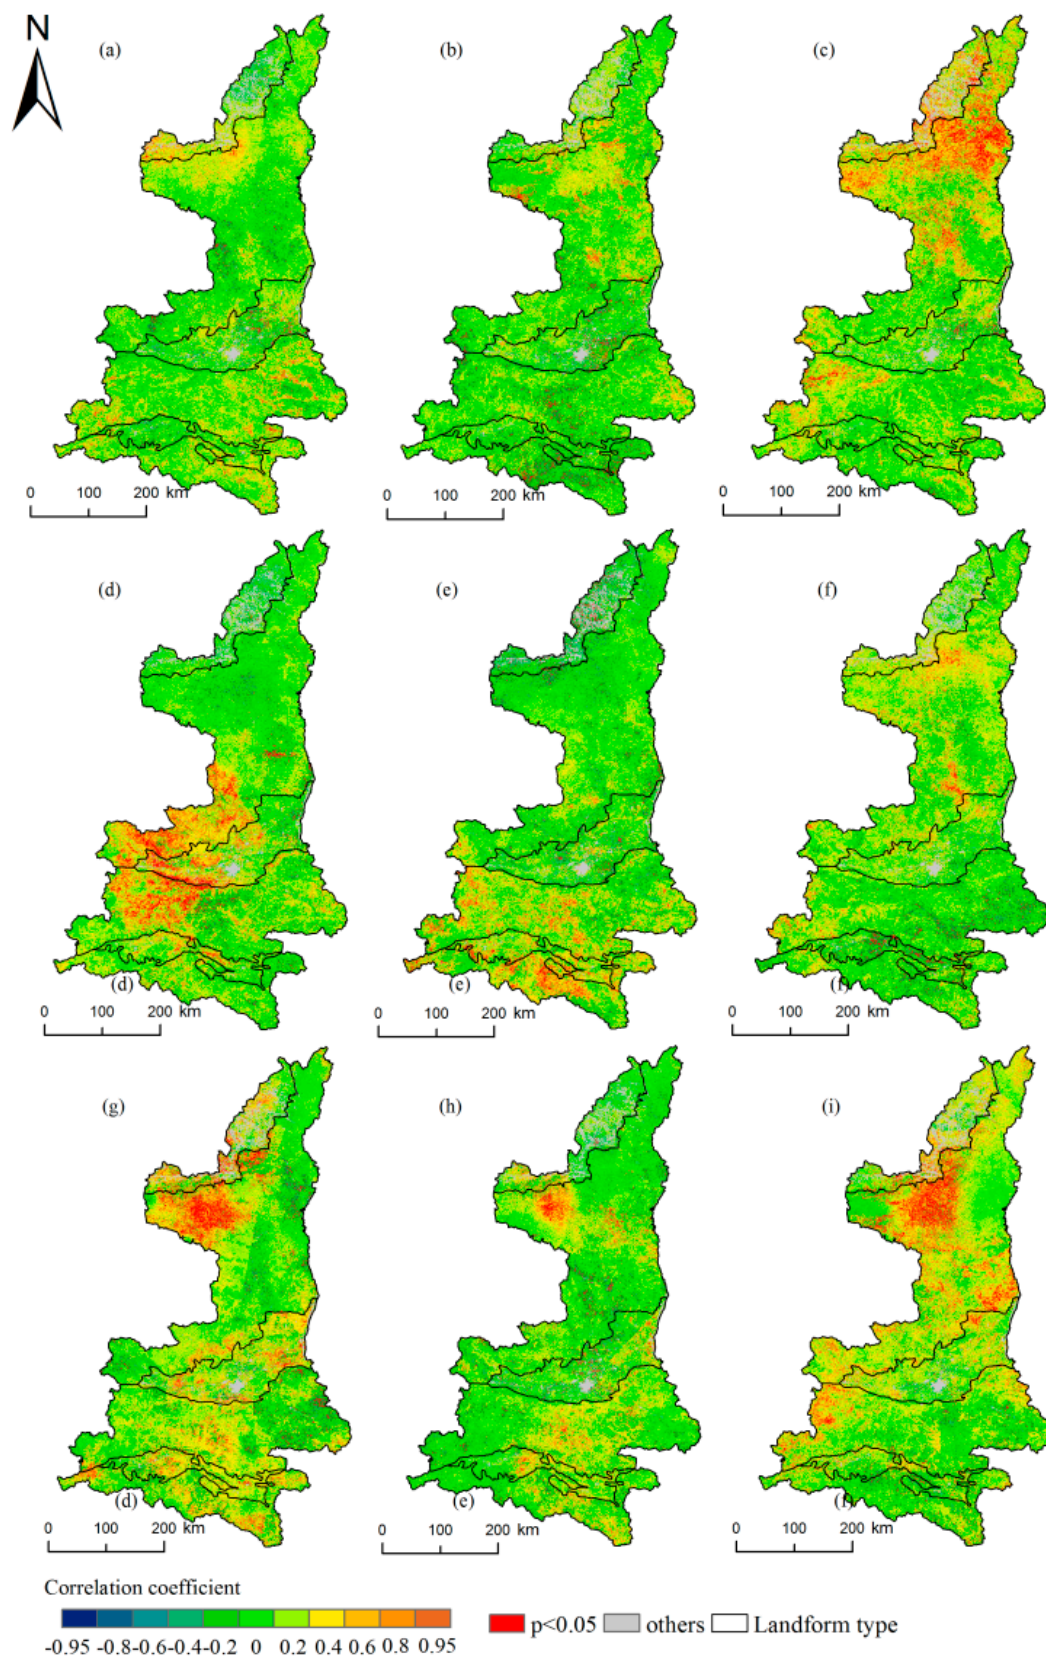 N
(a)
(b)
(c)
0 100 200 km
0 100 200 km
0 100 200 km
(d)
(e)
(f)
(d)
(e)
(f)
0 100 200 km
0 100 200 km
0 100 200 km
(g)
(h)
(i)
(d)
(e)
(f)
0 100 200 km
0 100 200 km
0 100 200 km
Correlation coefficient
-0.95 -0.8 -0.6 -0.4 -0.2 0 0.2 0.4 0.6 0.8 0.95
p<0.05 others Landform type